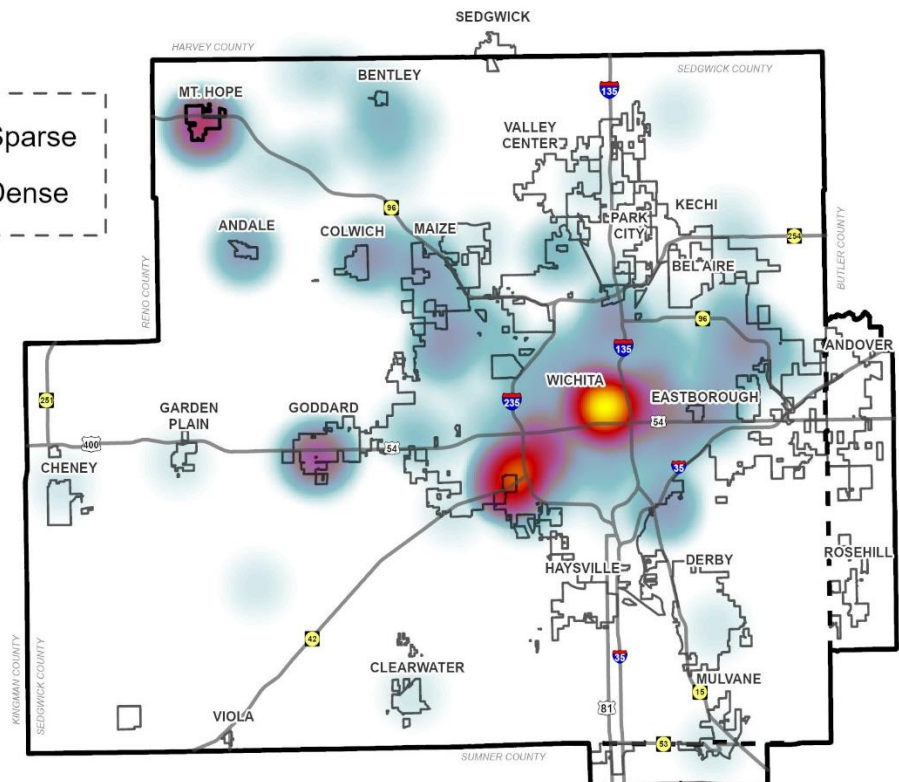 SEDGWICK
HARVEY COUNTY
SEDGWICK COUNTY
BENTLEY
MT. HOPE
135
parse
VALLEY
CENTER
ense
96
KECHI
PARK
CITY
ANDALE
COLWICH
MAIZE
254
BEL AIRE
BUTLER COUNTY
RENO COUNTY
96
135
ANDOVER
WICHITA
251
235
EASTBOROUGH
GARDEN
PLAIN
GODDARD
54
400
54
CHENEY
35
HAYSVILLE
DERBY
ROSEHILL
42
KINGMAN COUNTY
SEDGWICK COUNTY
35
CLEARWATER
MULVANE
15
81
VIOLA
53
SUMNER COUNTY